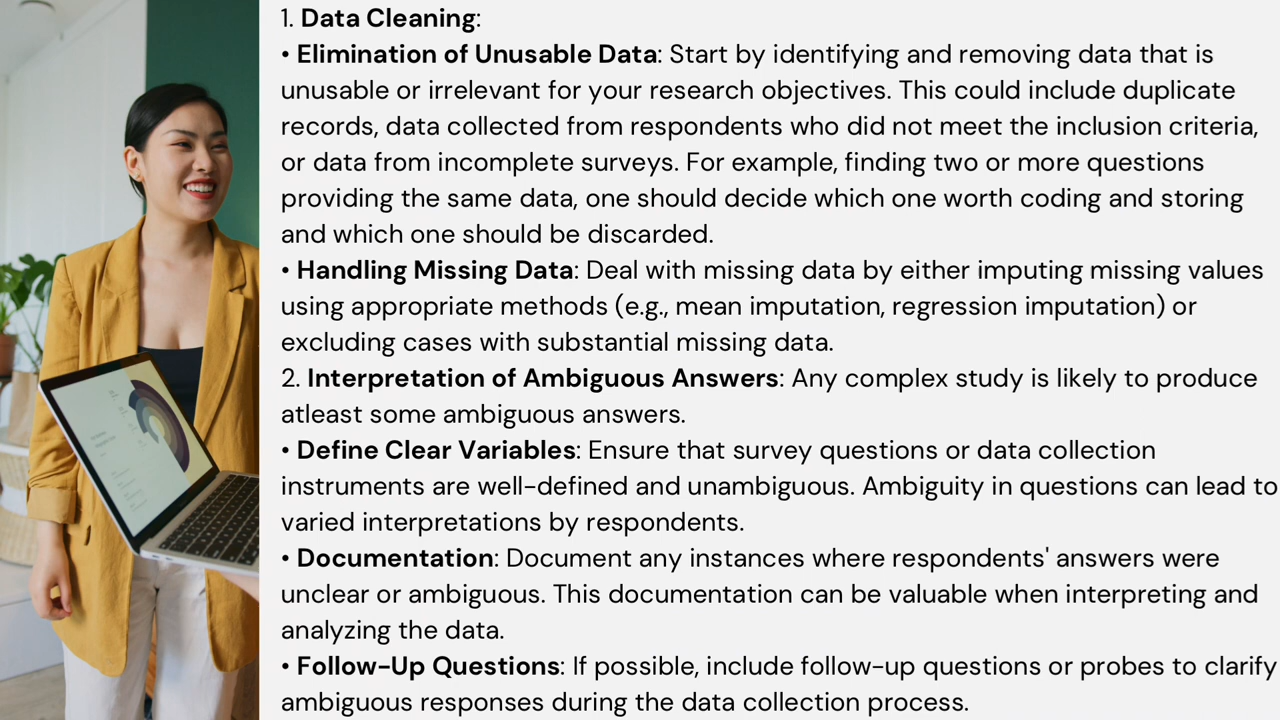 1. Data Cleaning:
• Elimination of Unusable Data: Start by identifying and removing data that is
unusable or irrelevant for your research objectives. This could include duplicate
records, data collected from respondents who did not meet the inclusion criteria,
or data from incomplete surveys. For example, finding two or more questions
providing the same data, one should decide which one worth coding and storing
and which one should be discarded.
• Handling Missing Data: Deal with missing data by either imputing missing values
using appropriate methods (e.g., mean imputation, regression imputation) or
excluding cases with substantial missing data.
2. Interpretation of Ambiguous Answers: Any complex study is likely to produce
atleast some ambiguous answers.
• Define Clear Variables: Ensure that survey questions or data collection
instruments are well-defined and unambiguous. Ambiguity in questions can lead to
varied interpretations by respondents.
• Documentation: Document any instances where respondents' answers were
unclear or ambiguous. This documentation can be valuable when interpreting and
analyzing the data.
• Follow-Up Questions: If possible, include follow-up questions or probes to clarify
ambiguous responses during the data collection process.